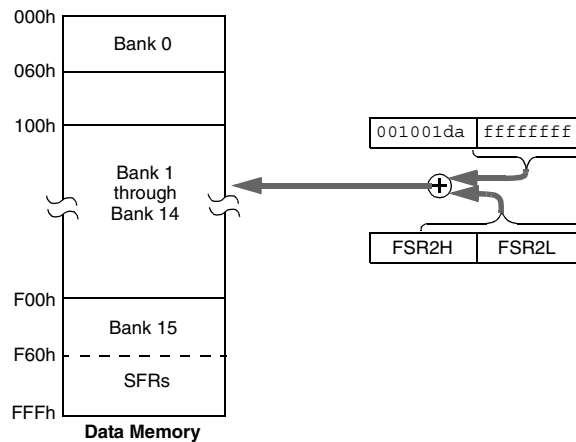 000h
Bank 0
060h
100h
001001da ffffffff
Bank 1
through
Bank 14
FSR2H FSR2L
F00h
Bank 15
F60h
SFRs
FFFh
Data Memory